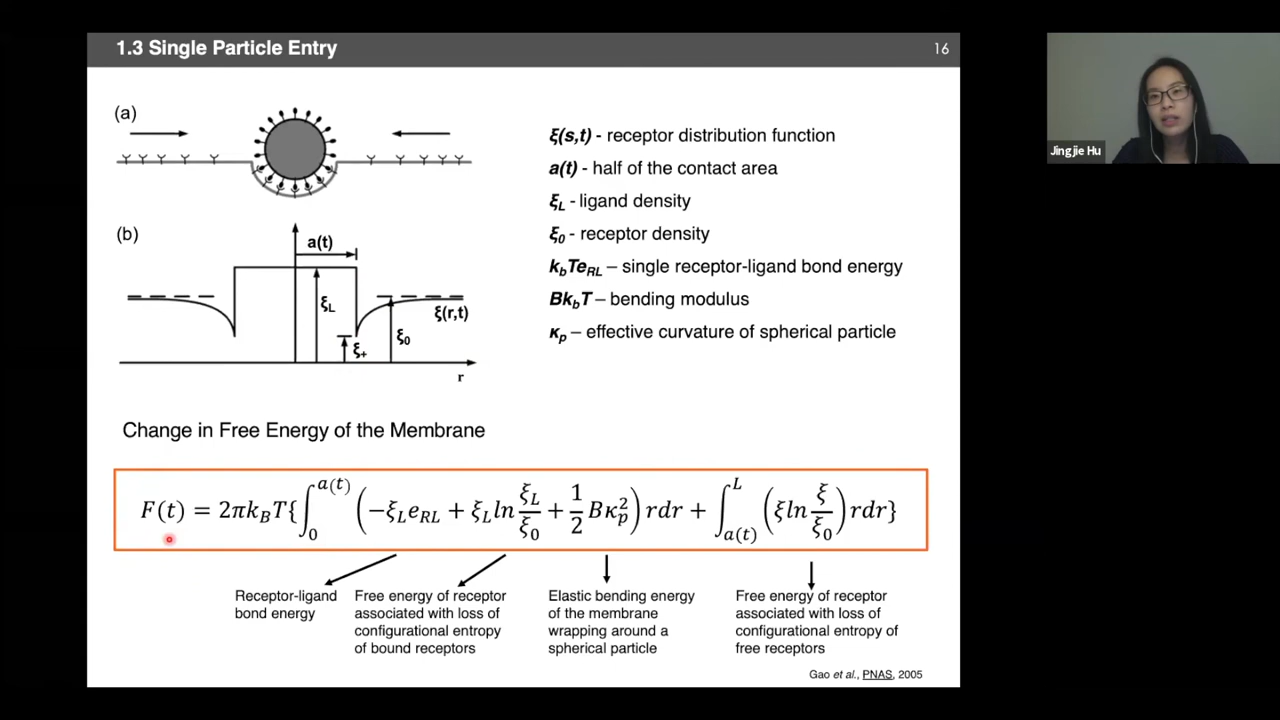 1.3 Single Particle Entry
16
(a)
(b)
a(t)
ξL
ξ+
ξ0
ξ(r,t)
r
ξ(s,t) - receptor distribution function
a(t) - half of the contact area
ξL - ligand density
ξ0 - receptor density
kbTeRL – single receptor-ligand bond energy
BkbT – bending modulus
κp – effective curvature of spherical particle
Change in Free Energy of the Membrane
F(t) = 2πkBT{∫0^a(t) (−ξLeRL + ξL ln ξL/ξ0 + 1/2 Bκp²) rdr + ∫a(t)^L (ξln ξ/ξ0) rdr}
Receptor-ligand
bond energy
Free energy of receptor
associated with loss of
configurational entropy
of bound receptors
Elastic bending energy
of the membrane
wrapping around a
spherical particle
Free energy of receptor
associated with loss of
configurational entropy of
free receptors
Gao et al., PNAS, 2005
Jingjie Hu